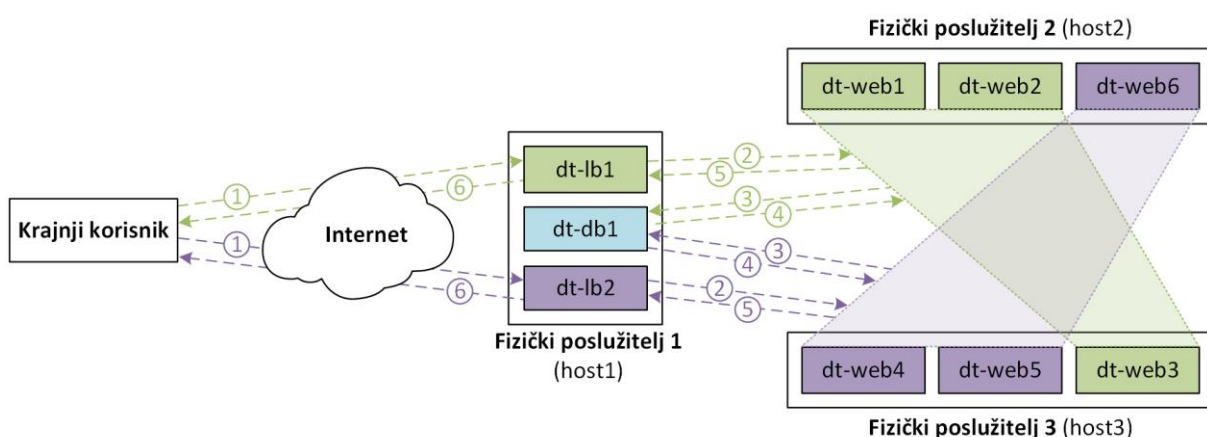 Fizički poslužitelj 2 (host2)
dt-web1
dt-web2
dt-web6
dt-lb1
dt-db1
dt-lb2
Krajnji korisnik
Internet
1
6
1
6
2
5
3
4
3
4
2
5
Fizički poslužitelj 1
(host1)
dt-web4
dt-web5
dt-web3
Fizički poslužitelj 3 (host3)